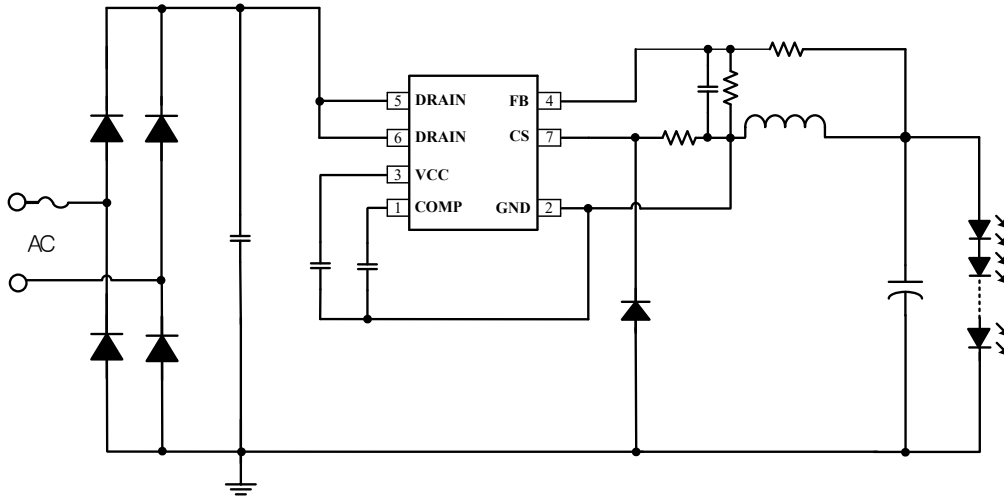 5 DRAIN FB 4
6 DRAIN CS 7
3 VCC
1 COMP GND 2
AC